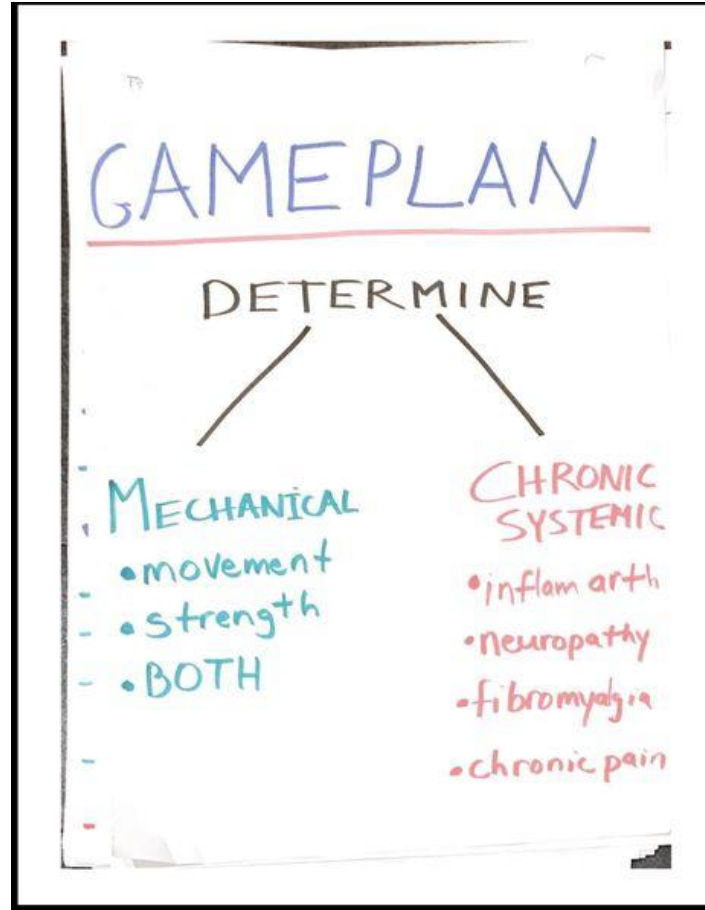 GAMEPLAN
DETERMINE
MECHANICAL
• movement
• strength
• BOTH
CHRONIC
SYSTEMIC
• inflam arth
• neuropathy
• fibromyalgia
• chronic pain